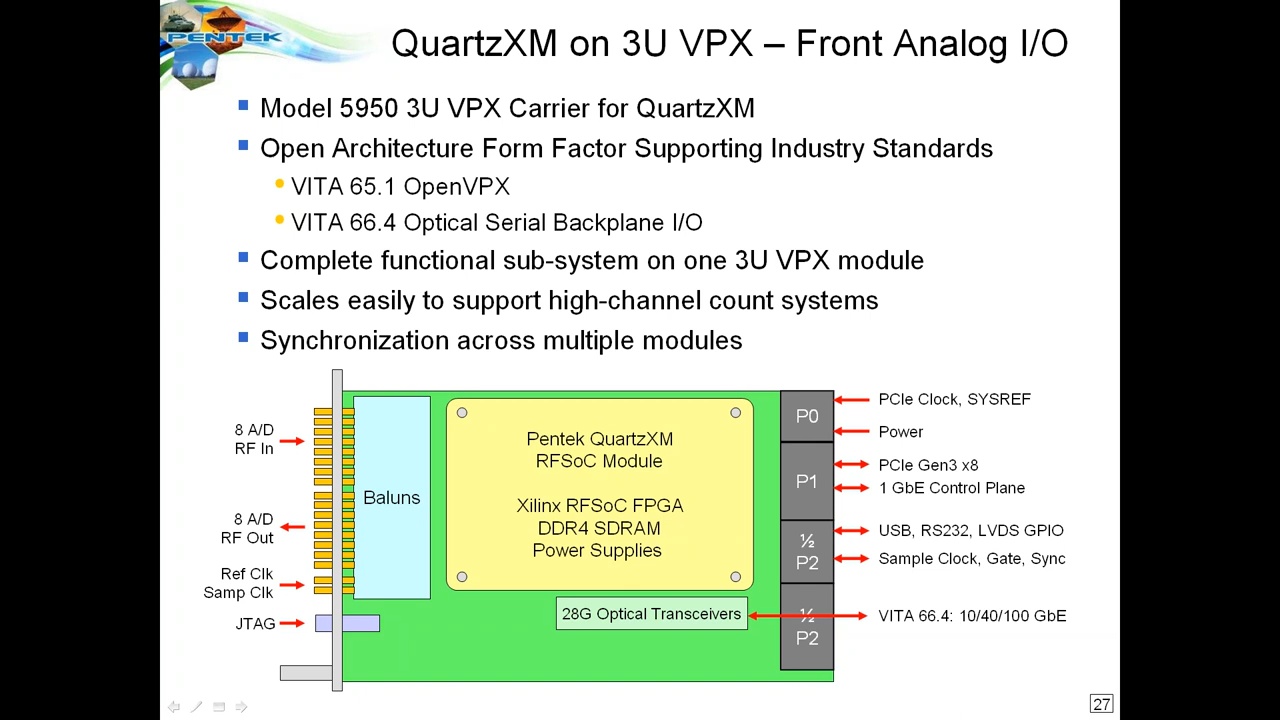 PENTEK
QuartzXM on 3U VPX – Front Analog I/O
Model 5950 3U VPX Carrier for QuartzXM
Open Architecture Form Factor Supporting Industry Standards
VITA 65.1 OpenVPX
VITA 66.4 Optical Serial Backplane I/O
Complete functional sub-system on one 3U VPX module
Scales easily to support high-channel count systems
Synchronization across multiple modules
8 A/D
RF In
8 A/D
RF Out
Ref Clk
Samp Clk
JTAG
Baluns
Pentek QuartzXM
RFSoC Module
Xilinx RFSoC FPGA
DDR4 SDRAM
Power Supplies
28G Optical Transceivers
P0
P1
½
P2
½
P2
PCIe Clock, SYSREF
Power
PCIe Gen3 x8
1 GbE Control Plane
USB, RS232, LVDS GPIO
Sample Clock, Gate, Sync
VITA 66.4: 10/40/100 GbE
27